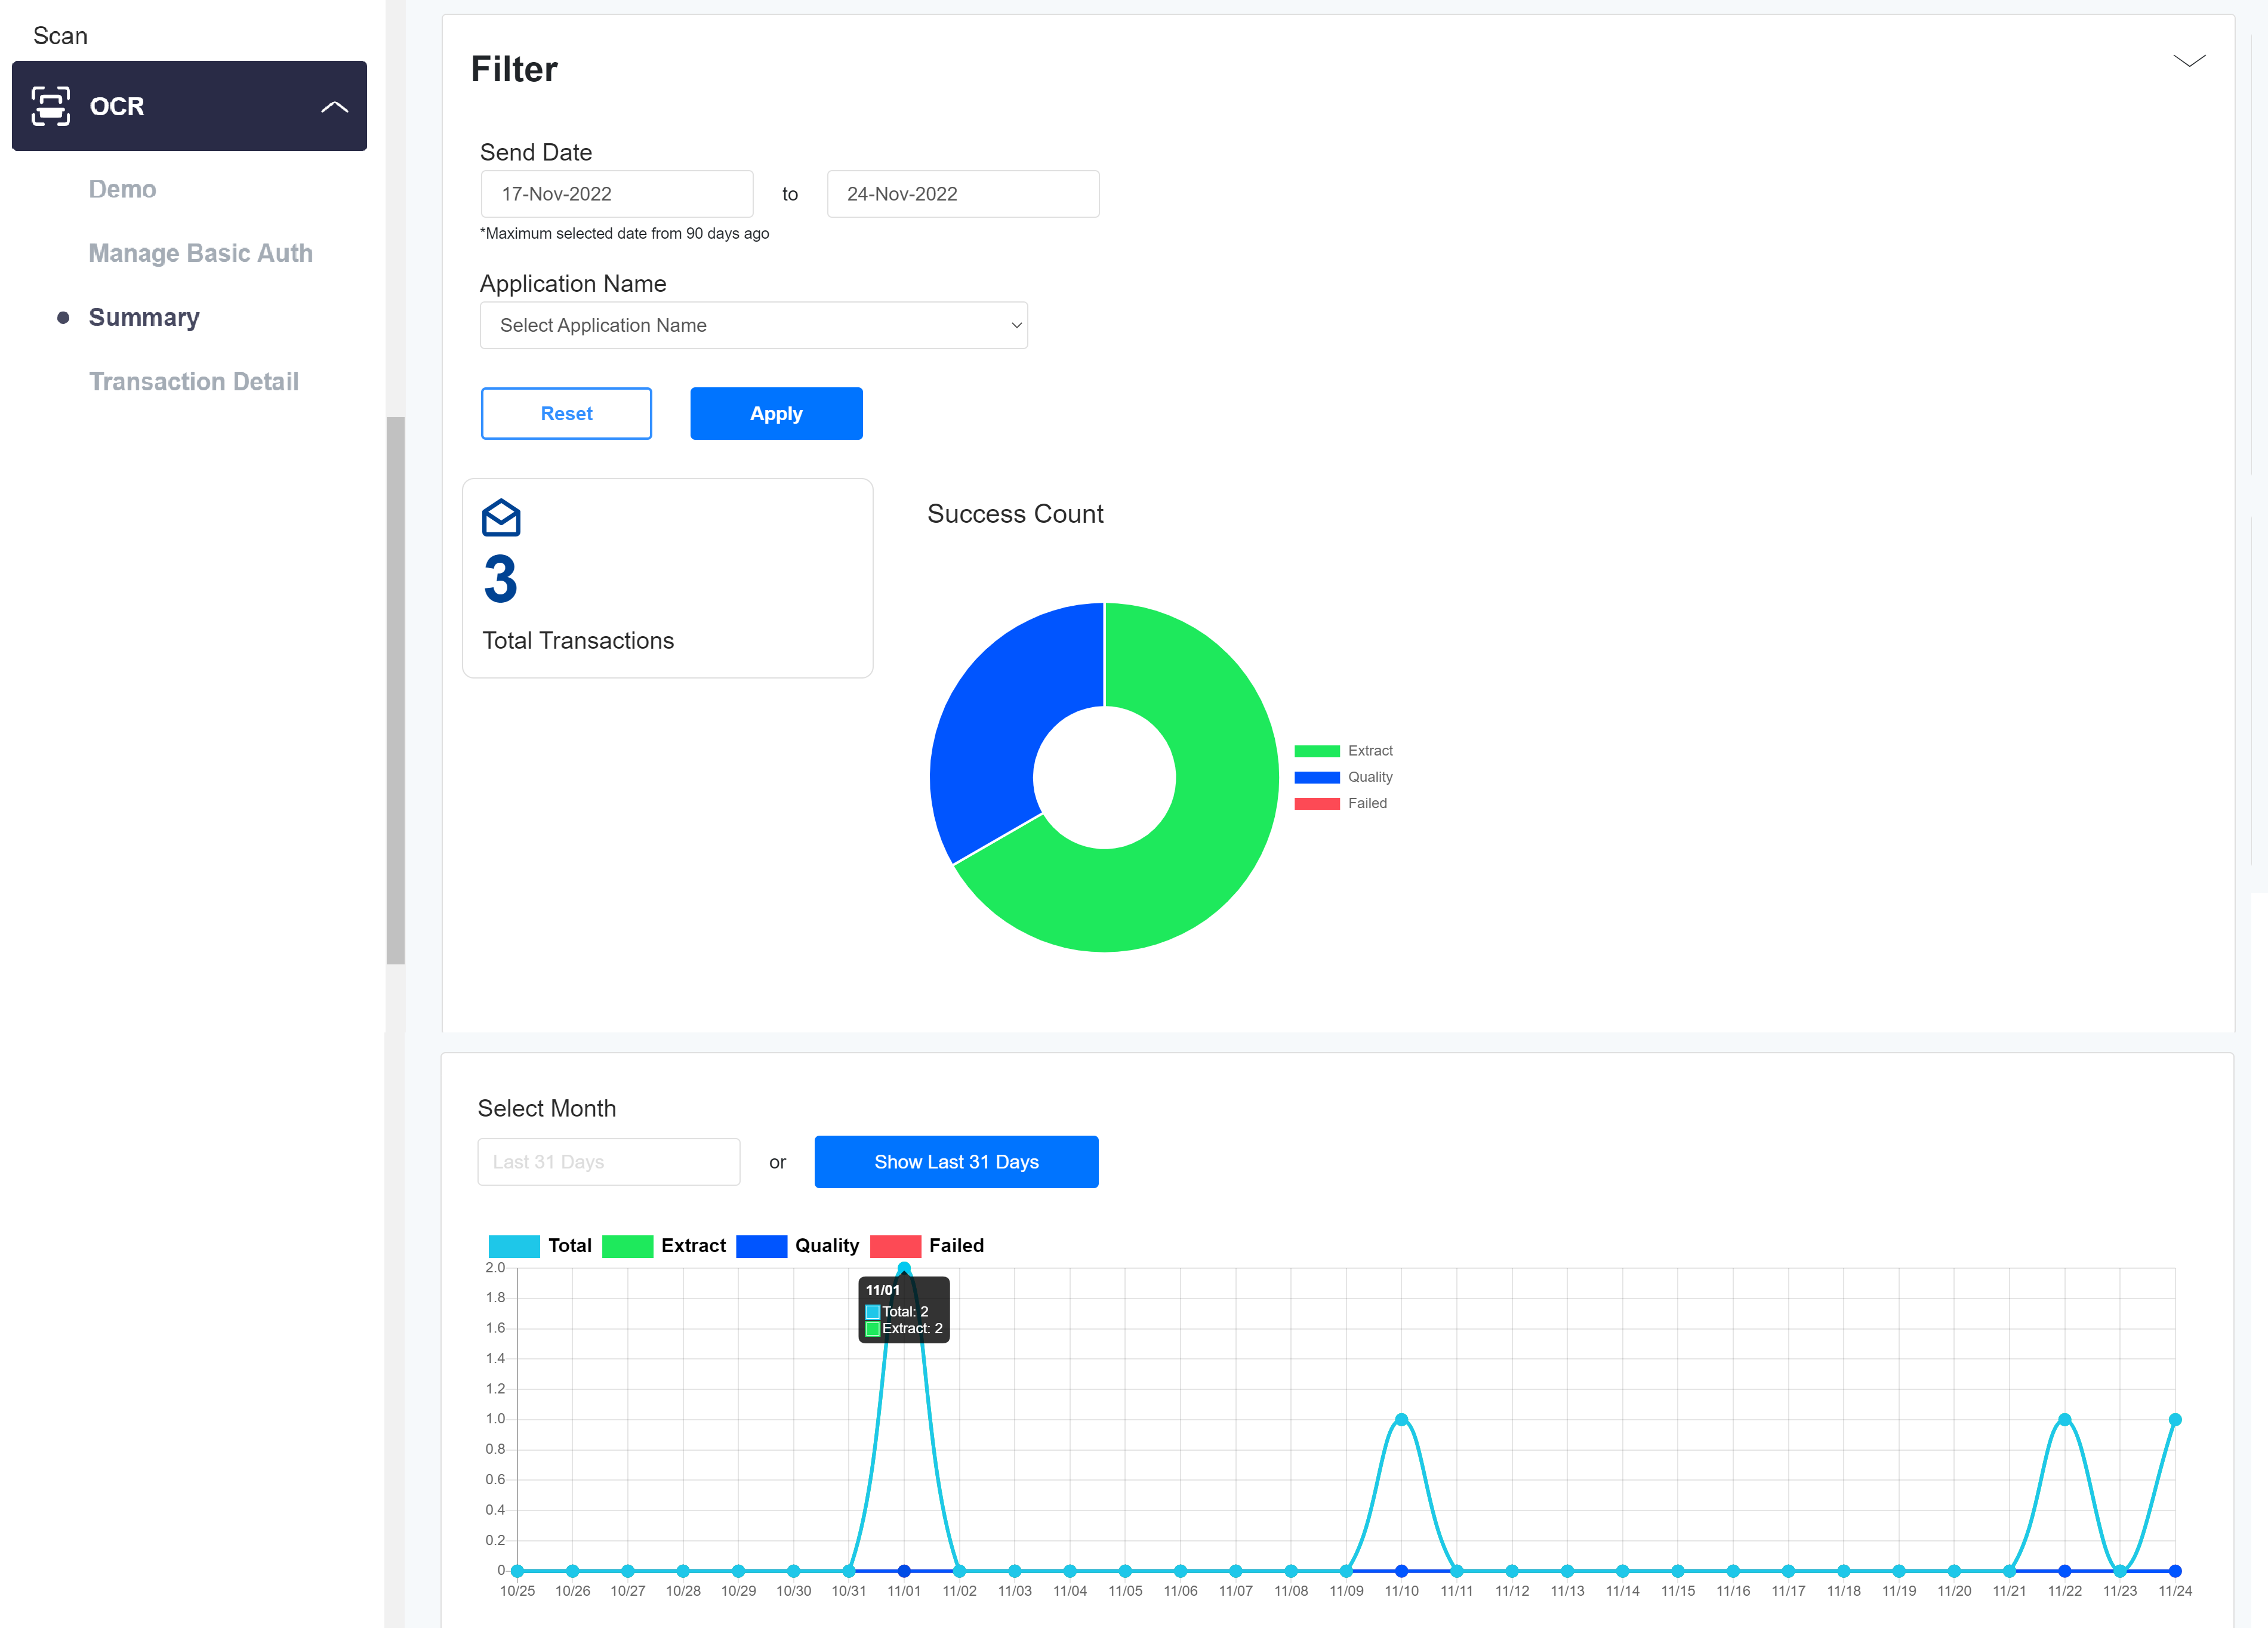 Scan
OCR
Demo
Manage Basic Auth
Summary
Transaction Detail
Filter
Send Date
17-Nov-2022 to 24-Nov-2022
*Maximum selected date from 90 days ago
Application Name
Select Application Name
Reset Apply
3
Total Transactions
Success Count
Extract
Quality
Failed
Select Month
Last 31 Days or Show Last 31 Days
Total Extract Quality Failed
2.0
1.8
1.6
1.4
1.2
1.0
0.8
0.6
0.4
0.2
0
11/01
Total: 2
Extract: 2
10/25 10/26 10/27 10/28 10/29 10/30 10/31 11/01 11/02 11/03 11/04 11/05 11/06 11/07 11/08 11/09 11/10 11/11 11/12 11/13 11/14 11/15 11/16 11/17 11/18 11/19 11/20 11/21 11/22 11/23 11/24